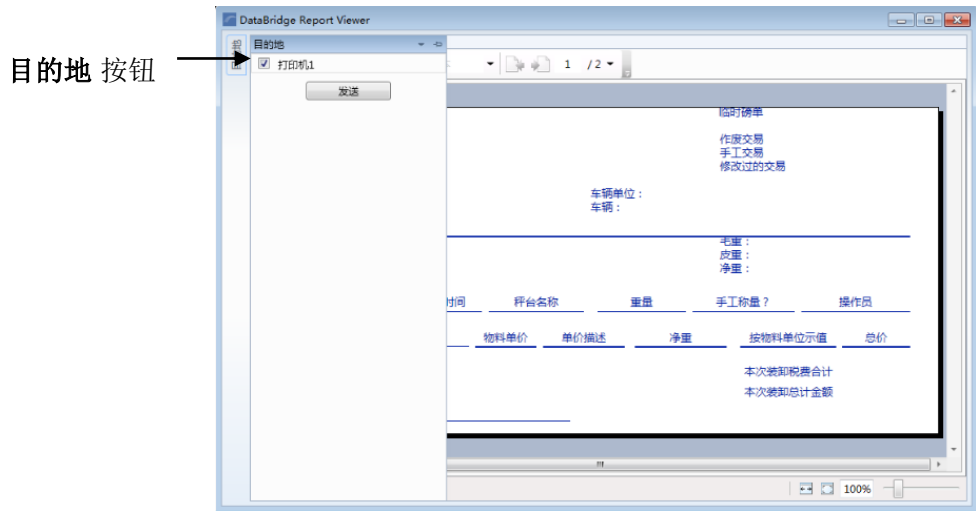 DataBridge Report Viewer
目的地 按钮
目的地
打印机1
1 / 2
发送
临时磅单
作废交易
手工交易
修改过的交易
车辆单位：
车辆：
毛重：
皮重：
净重：
时间 秤台名称 重量 手工称量？ 操作员
物料单价 单价描述 净重 按物料单位示值 总价
本次装卸税费合计
本次装卸总计金额
100%